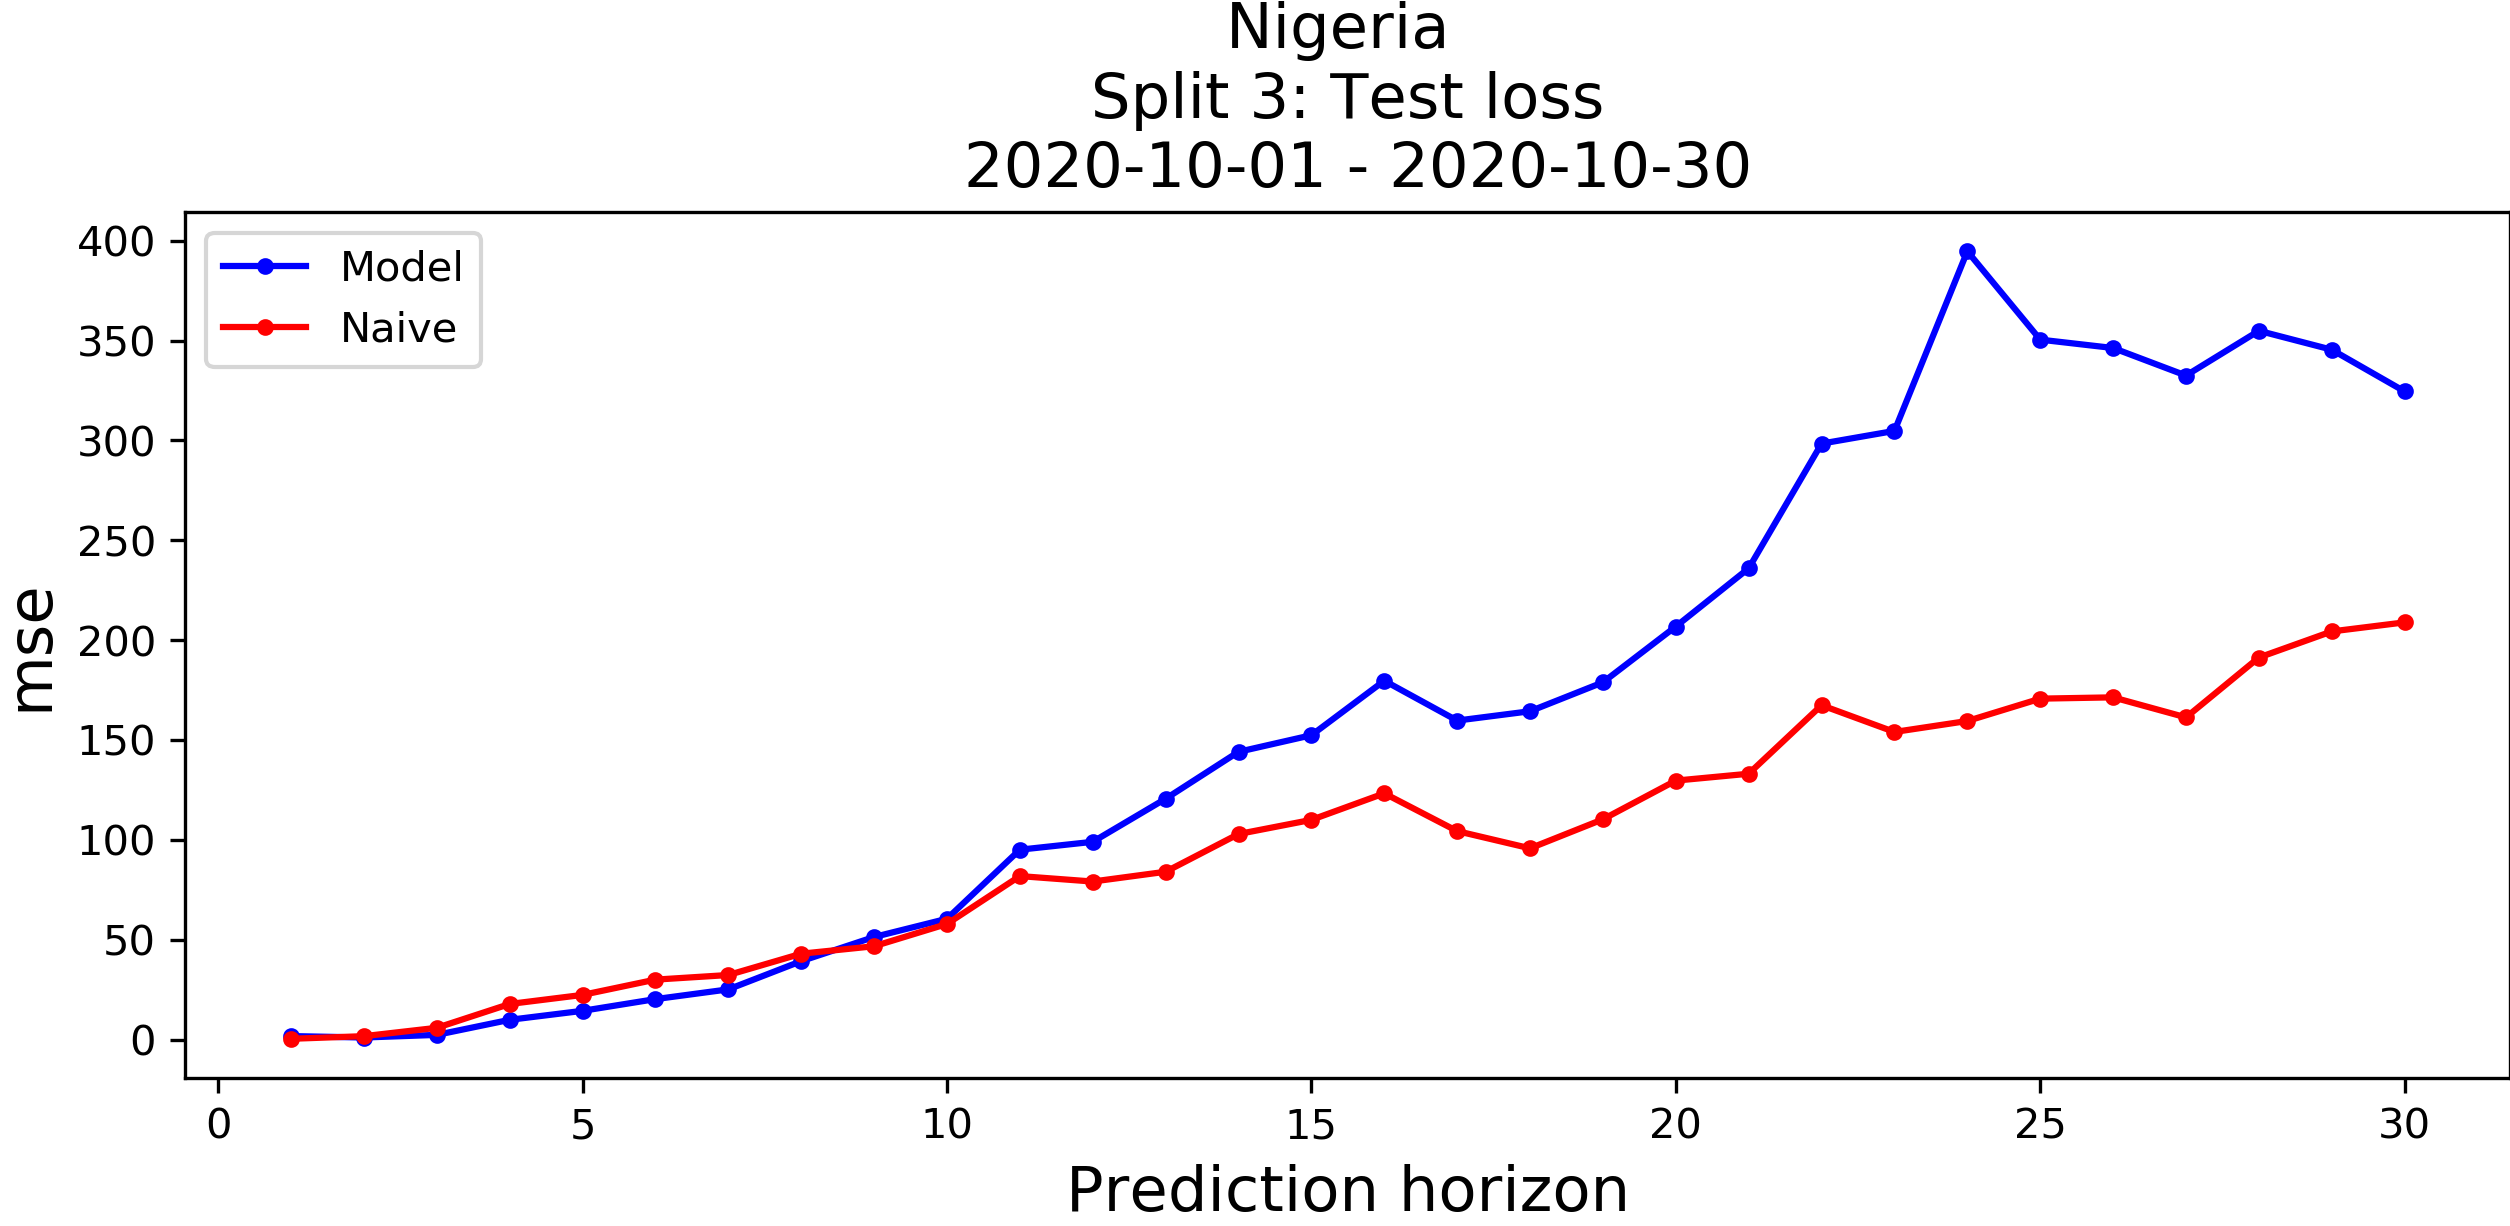 Nigeria
Split 3: Test loss
2020-10-01 - 2020-10-30
400
350
300
250
200
150
100
50
0
mse
Model
Naive
0 5 10 15 20 25 30
Prediction horizon